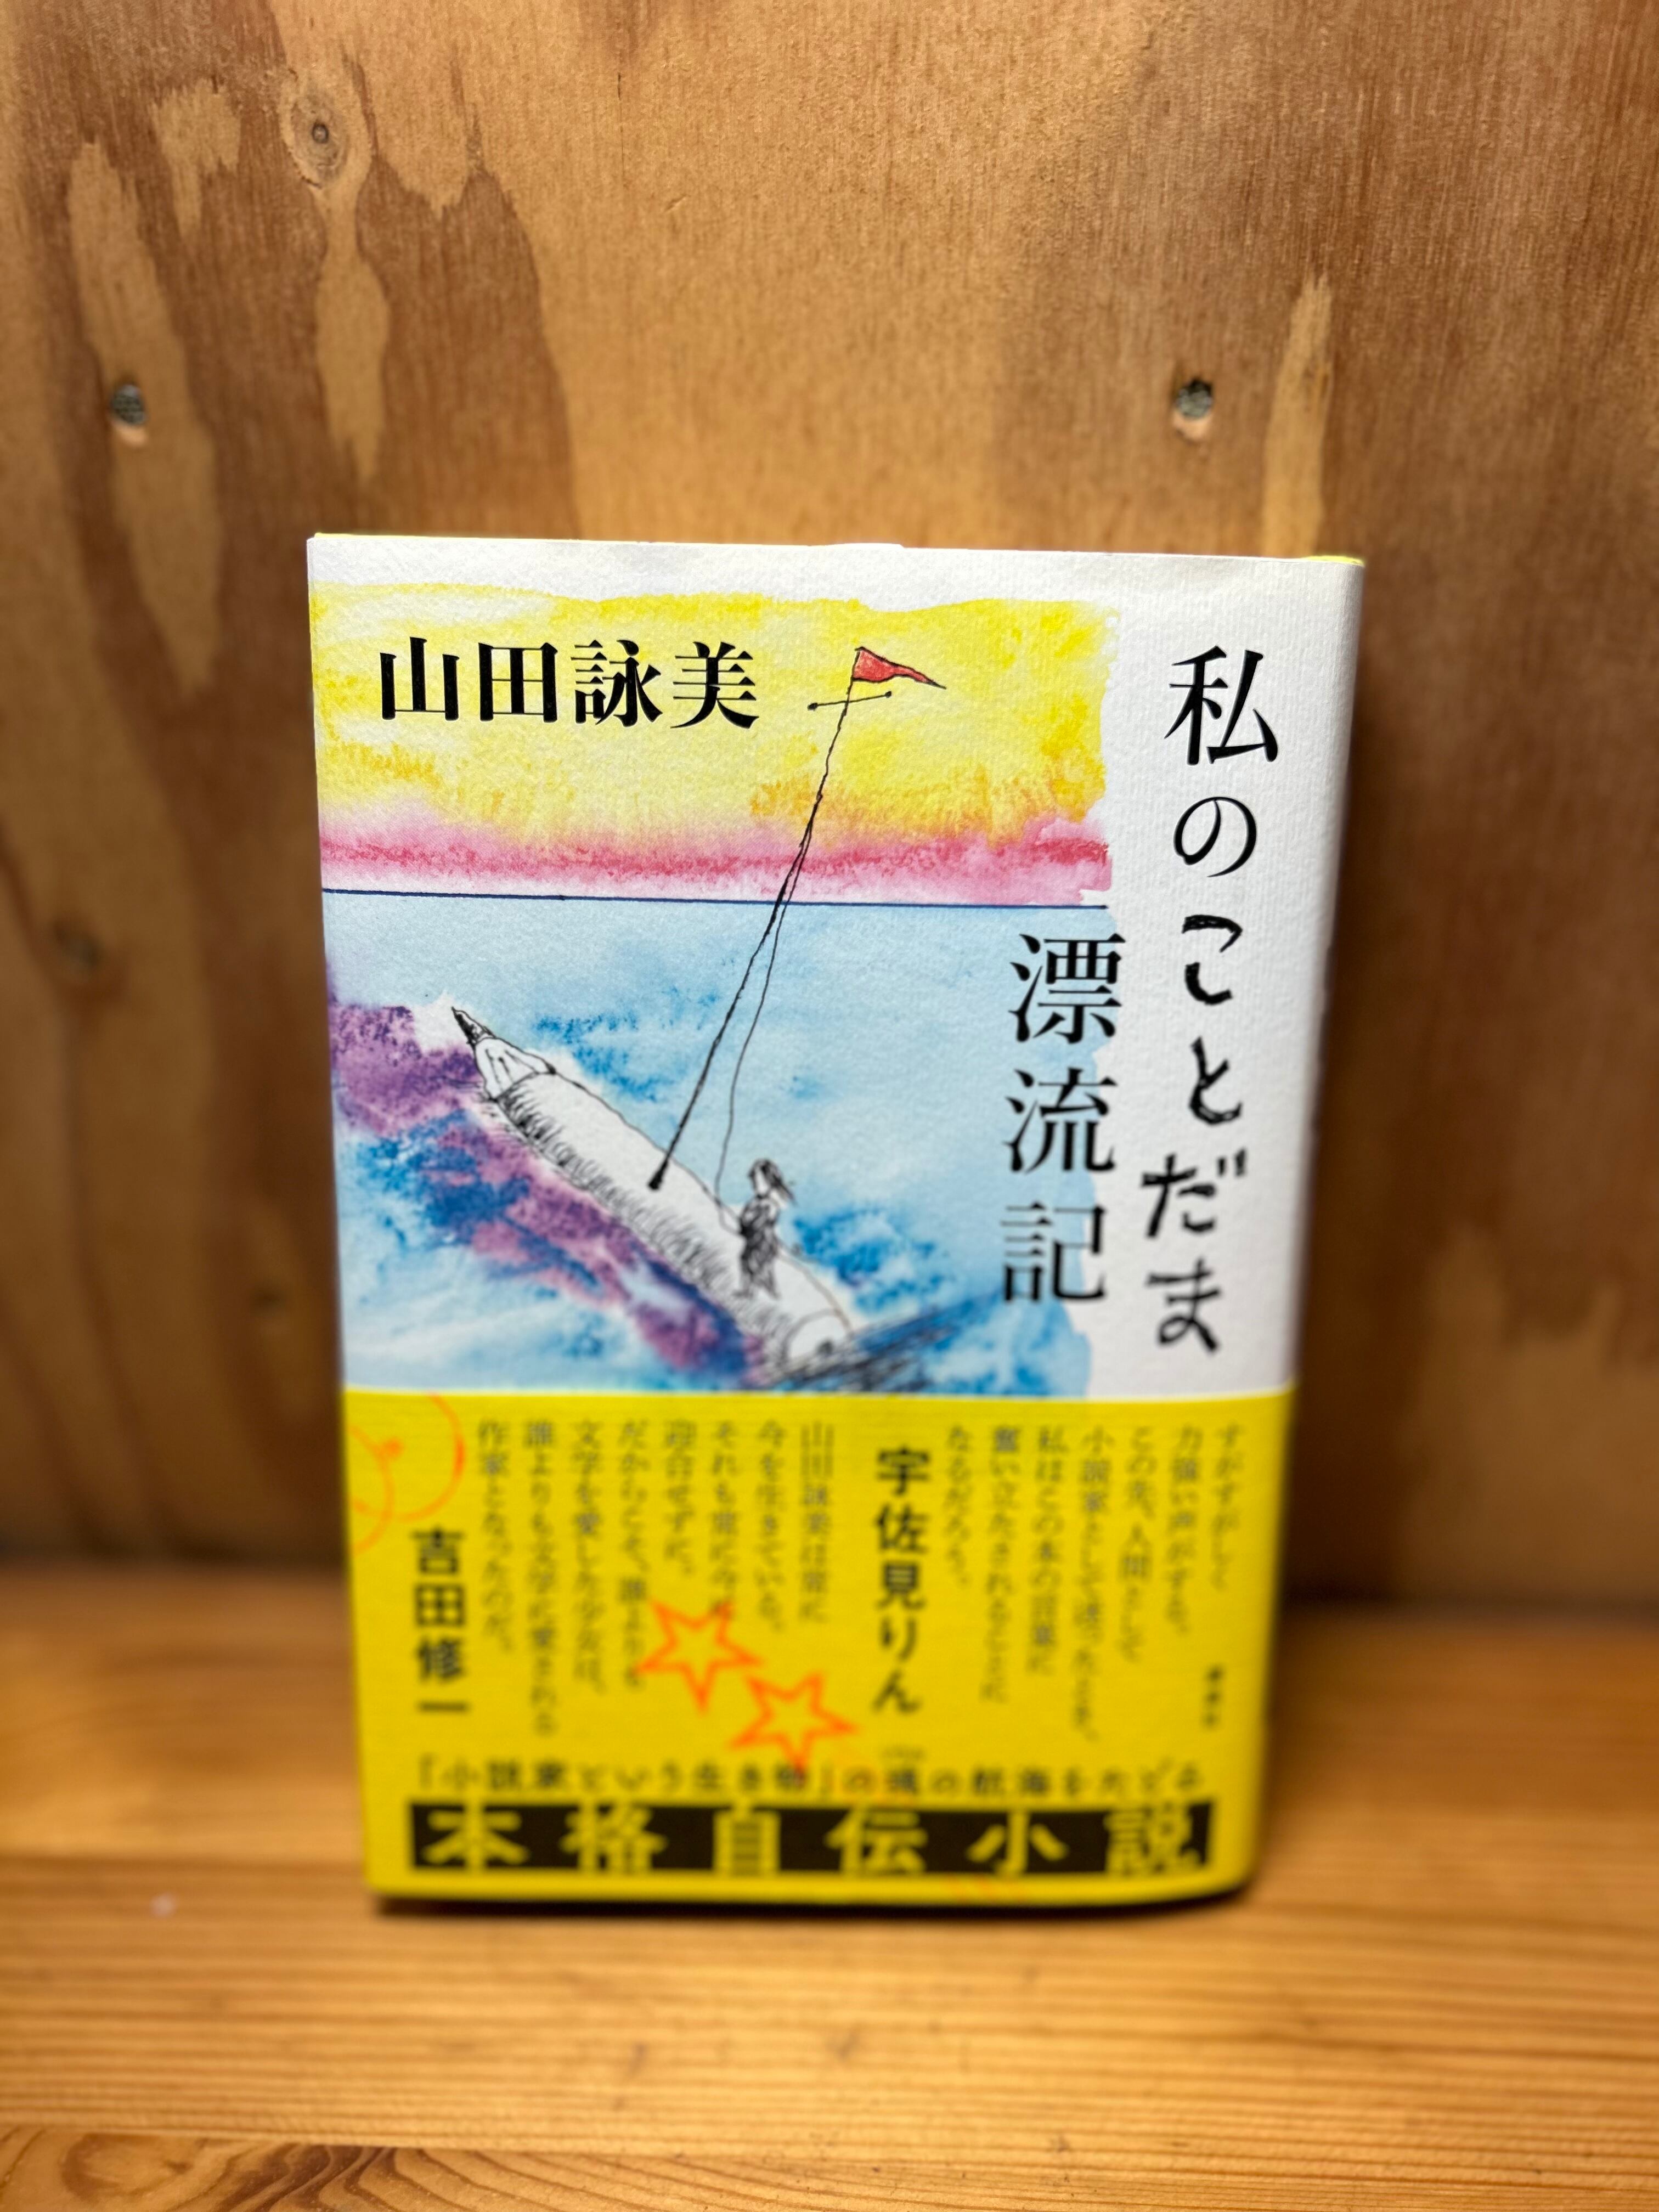 山田詠美
私のことだま
漂流記
すがすがしく
力強い声がする。
この先、人間として
小説家として迷ったとき、
私はこの本の言葉に
奮い立たされることに
なるだろう。
宇佐見りん
山田詠美は常に
今を生きている。
それも常に今に
迎合せずに。
だからこそ、誰よりも
文学を愛した少女は、
誰よりも文学に愛される
作家となったのだ。
吉田修一
講談社
「小説家という生き物」の魂の航海をたどる
本格自伝小説